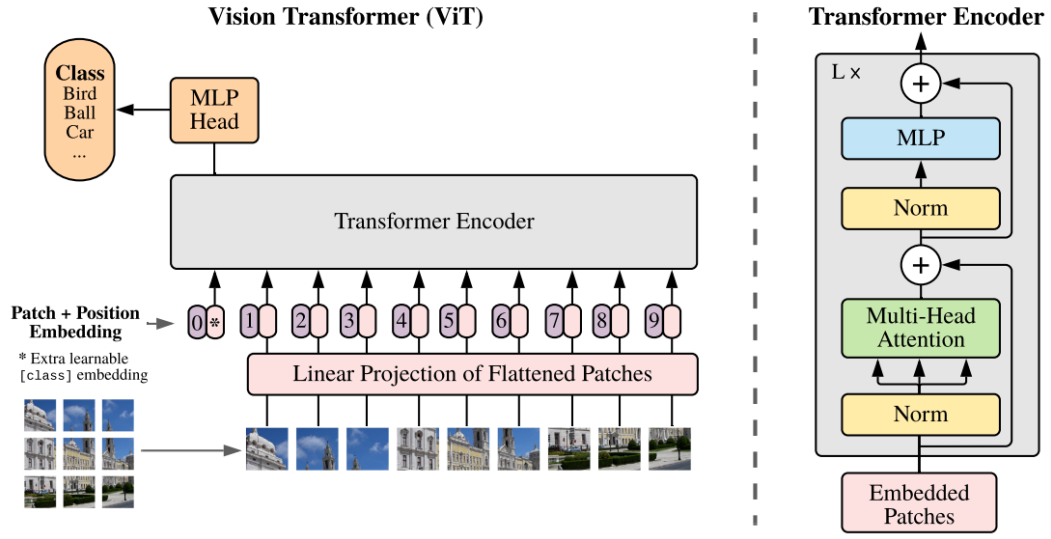 Vision Transformer (ViT)
Class
Bird
Ball
Car
...
MLP
Head
Transformer Encoder
0 * 1 2 3 4 5 6 7 8 9
Patch + Position
Embedding
* Extra learnable
[class] embedding
Linear Projection of Flattened Patches
Transformer Encoder
L ×
+
MLP
Norm
+
Multi-Head
Attention
Norm
Embedded
Patches